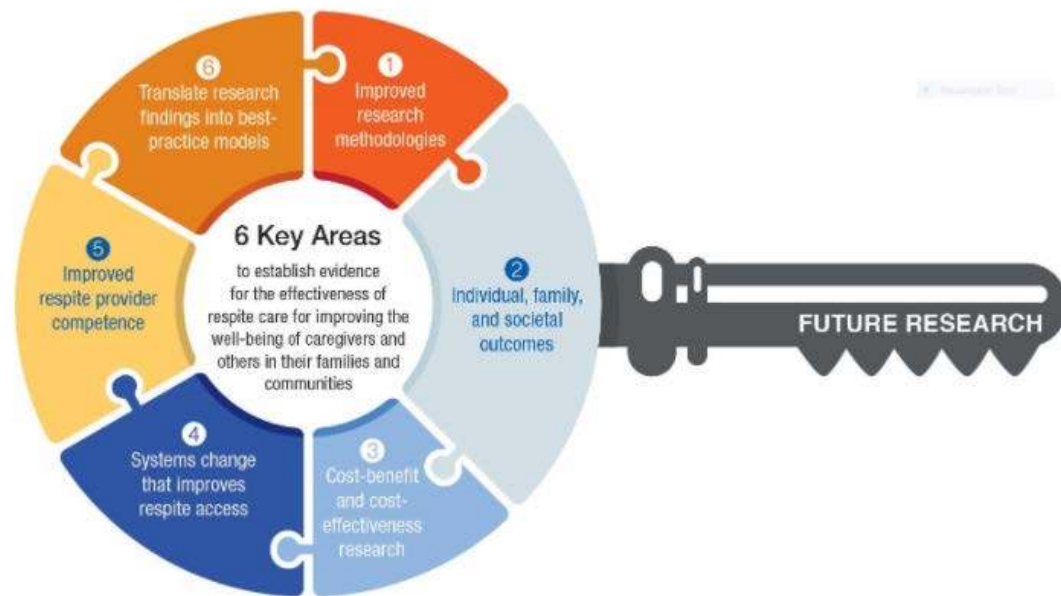 6 Key Areas
to establish evidence
for the effectiveness of
respite care for improving the
well-being of caregivers and
others in their families and
communities
1
Improved
research
methodologies
2
Individual, family,
and societal
outcomes
3
Cost-benefit
and cost-
effectiveness
research
4
Systems change
that improves
respite access
5
Improved
respite provider
competence
6
Translate research
findings into best-
practice models
FUTURE RESEARCH